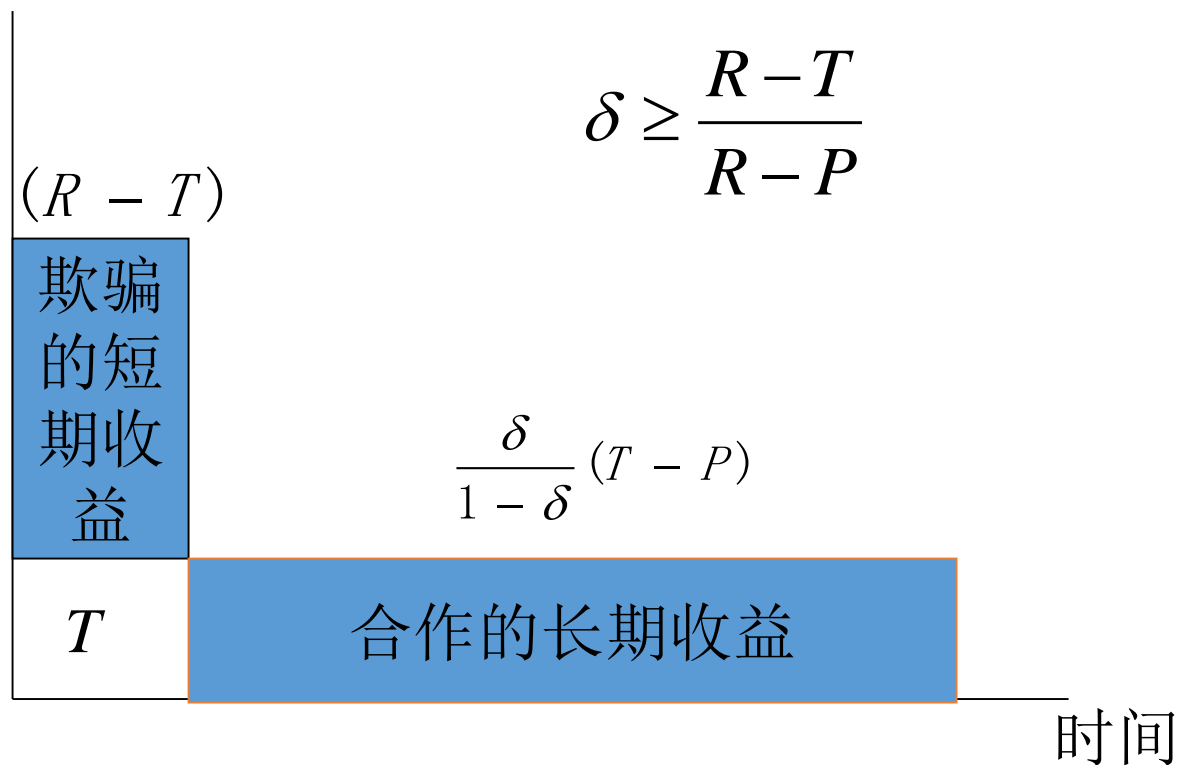 δ ≥ (R − T) / (R − P)
(R − T)
欺骗
的短
期收
益
δ / (1 − δ) (T − P)
T
合作的长期收益
时间